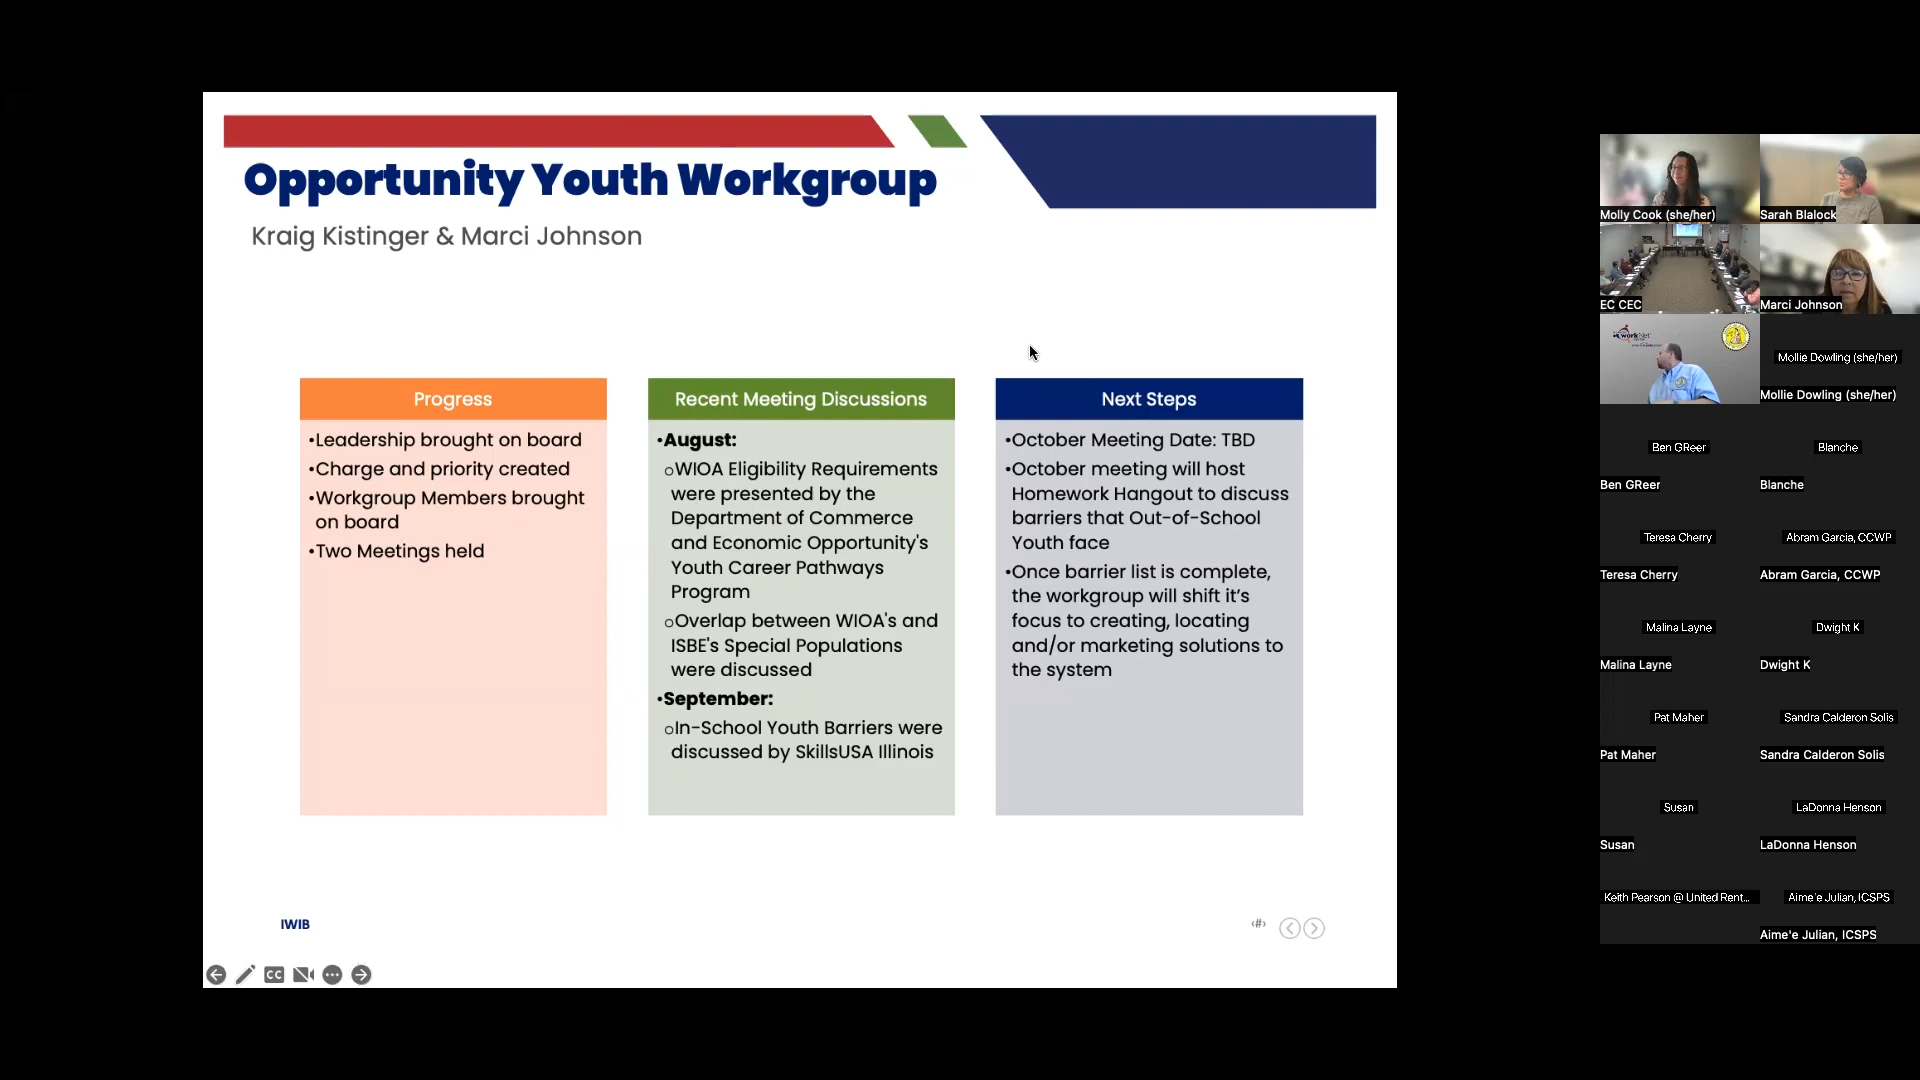 Opportunity Youth Workgroup
Kraig Kistinger & Marci Johnson
Progress
•Leadership brought on board
•Charge and priority created
•Workgroup Members brought
on board
•Two Meetings held
Recent Meeting Discussions
•August:
oWIOA Eligibility Requirements
were presented by the
Department of Commerce
and Economic Opportunity's
Youth Career Pathways
Program
oOverlap between WIOA's and
ISBE's Special Populations
were discussed
•September:
oIn-School Youth Barriers were
discussed by SkillsUSA Illinois
Next Steps
•October Meeting Date: TBD
•October meeting will host
Homework Hangout to discuss
barriers that Out-of-School
Youth face
•Once barrier list is complete,
the workgroup will shift it's
focus to creating, locating
and/or marketing solutions to
the system
IWIB
‹#›
CC
Molly Cook (she/her)
Sarah Blalock
EC CEC
Marci Johnson
workNet
Mollie Dowling (she/her)
Mollie Dowling (she/her)
Ben GReer
Blanche
Ben GReer
Blanche
Teresa Cherry
Abram Garcia, CCWP
Teresa Cherry
Abram Garcia, CCWP
Malina Layne
Dwight K
Malina Layne
Dwight K
Pat Maher
Sandra Calderon Solis
Pat Maher
Sandra Calderon Solis
Susan
LaDonna Henson
Susan
LaDonna Henson
Keith Pearson @ United Rent...
Aime'e Julian, ICSPS
Aime'e Julian, ICSPS